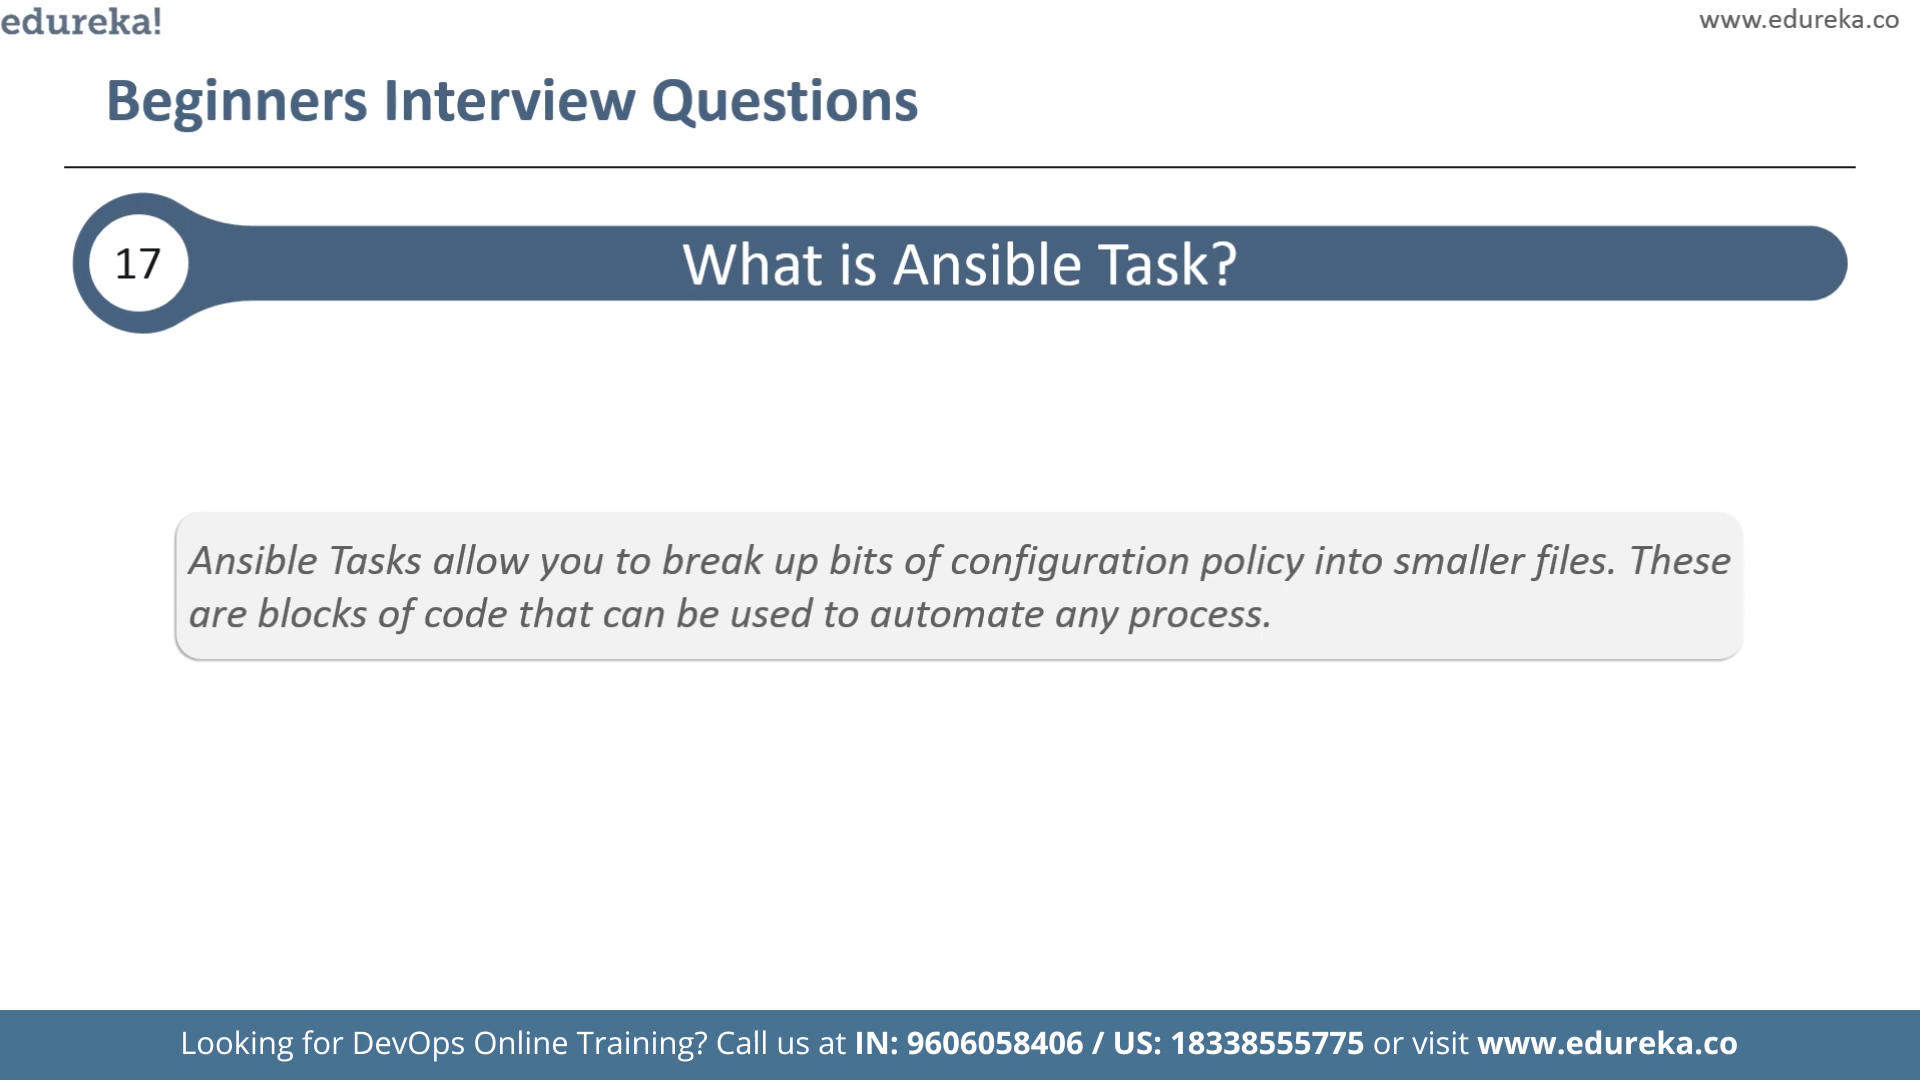 edureka!
www.edureka.co
Beginners Interview Questions
17
What is Ansible Task?
Ansible Tasks allow you to break up bits of configuration policy into smaller files. These
are blocks of code that can be used to automate any process.
Looking for DevOps Online Training? Call us at IN: 9606058406 / US: 18338555775 or visit www.edureka.co